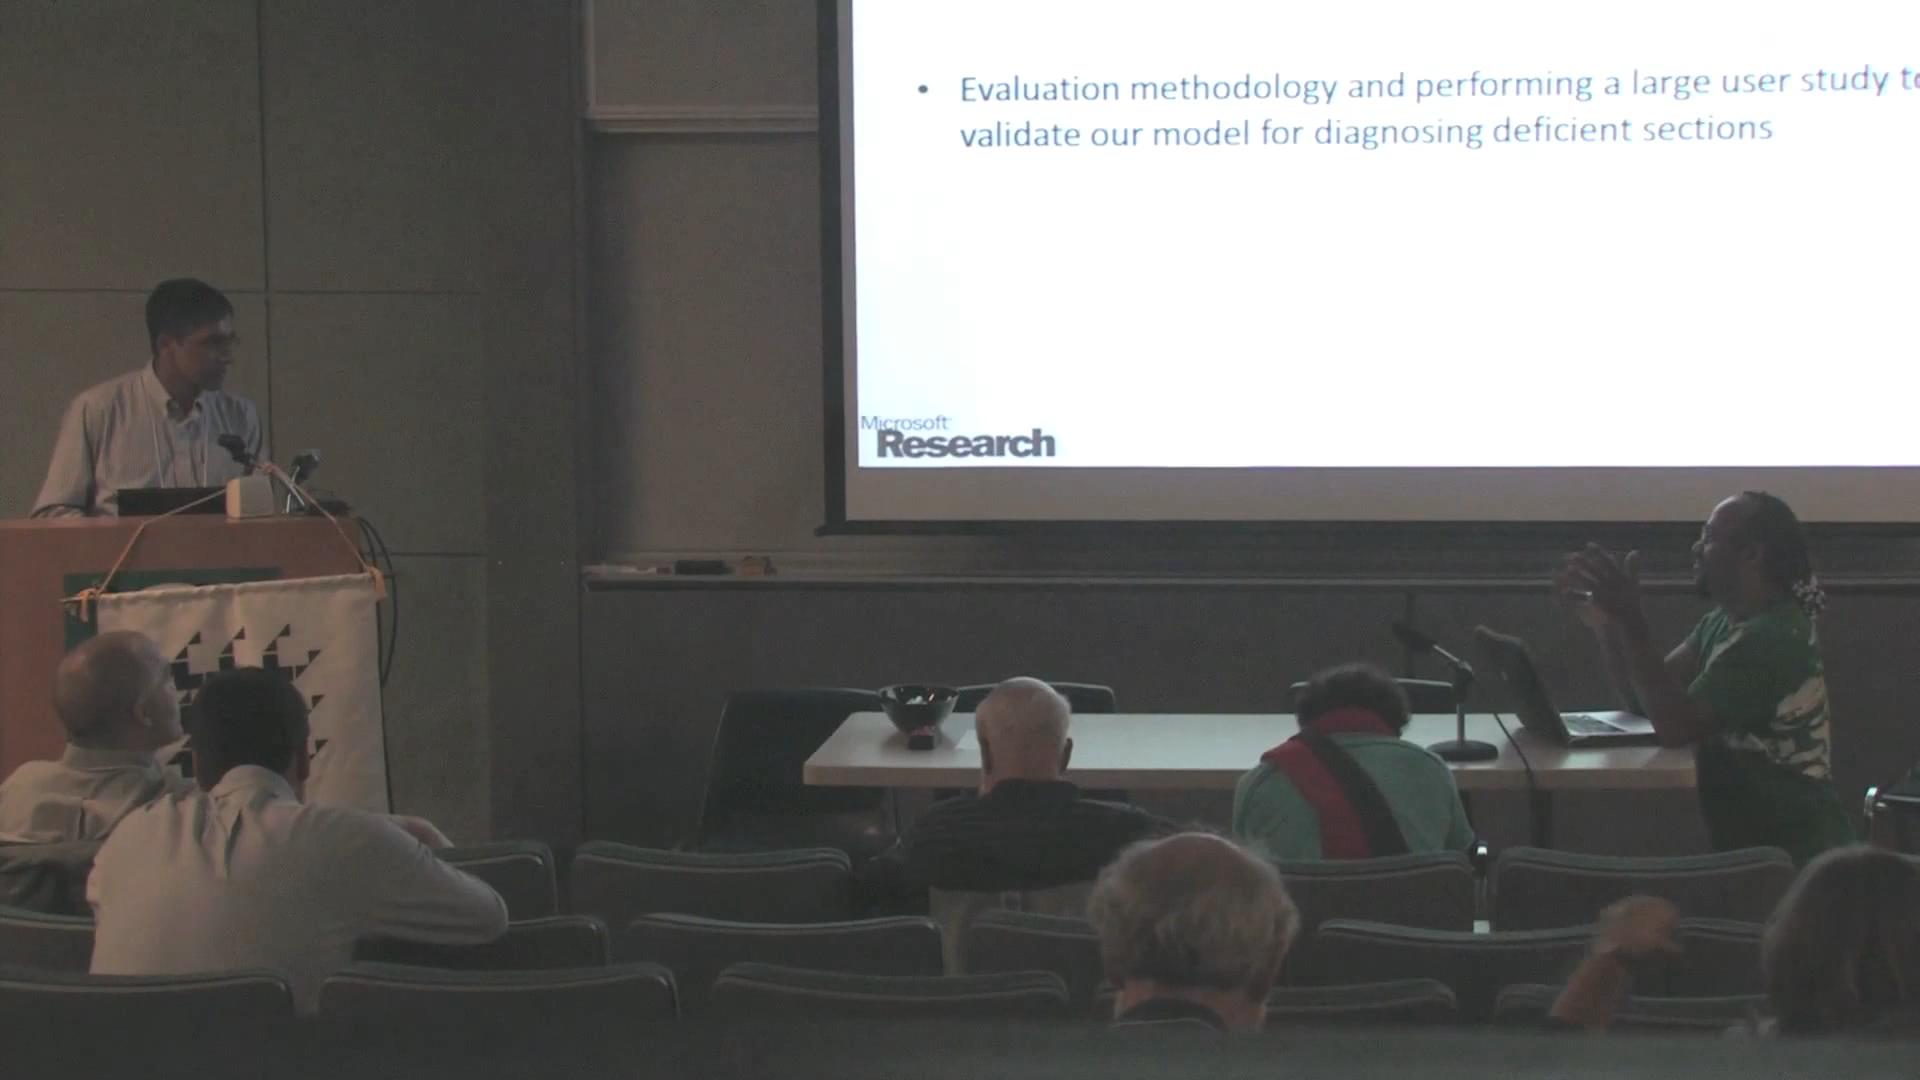 • Evaluation methodology and performing a large user study to
validate our model for diagnosing deficient sections
Microsoft
Research